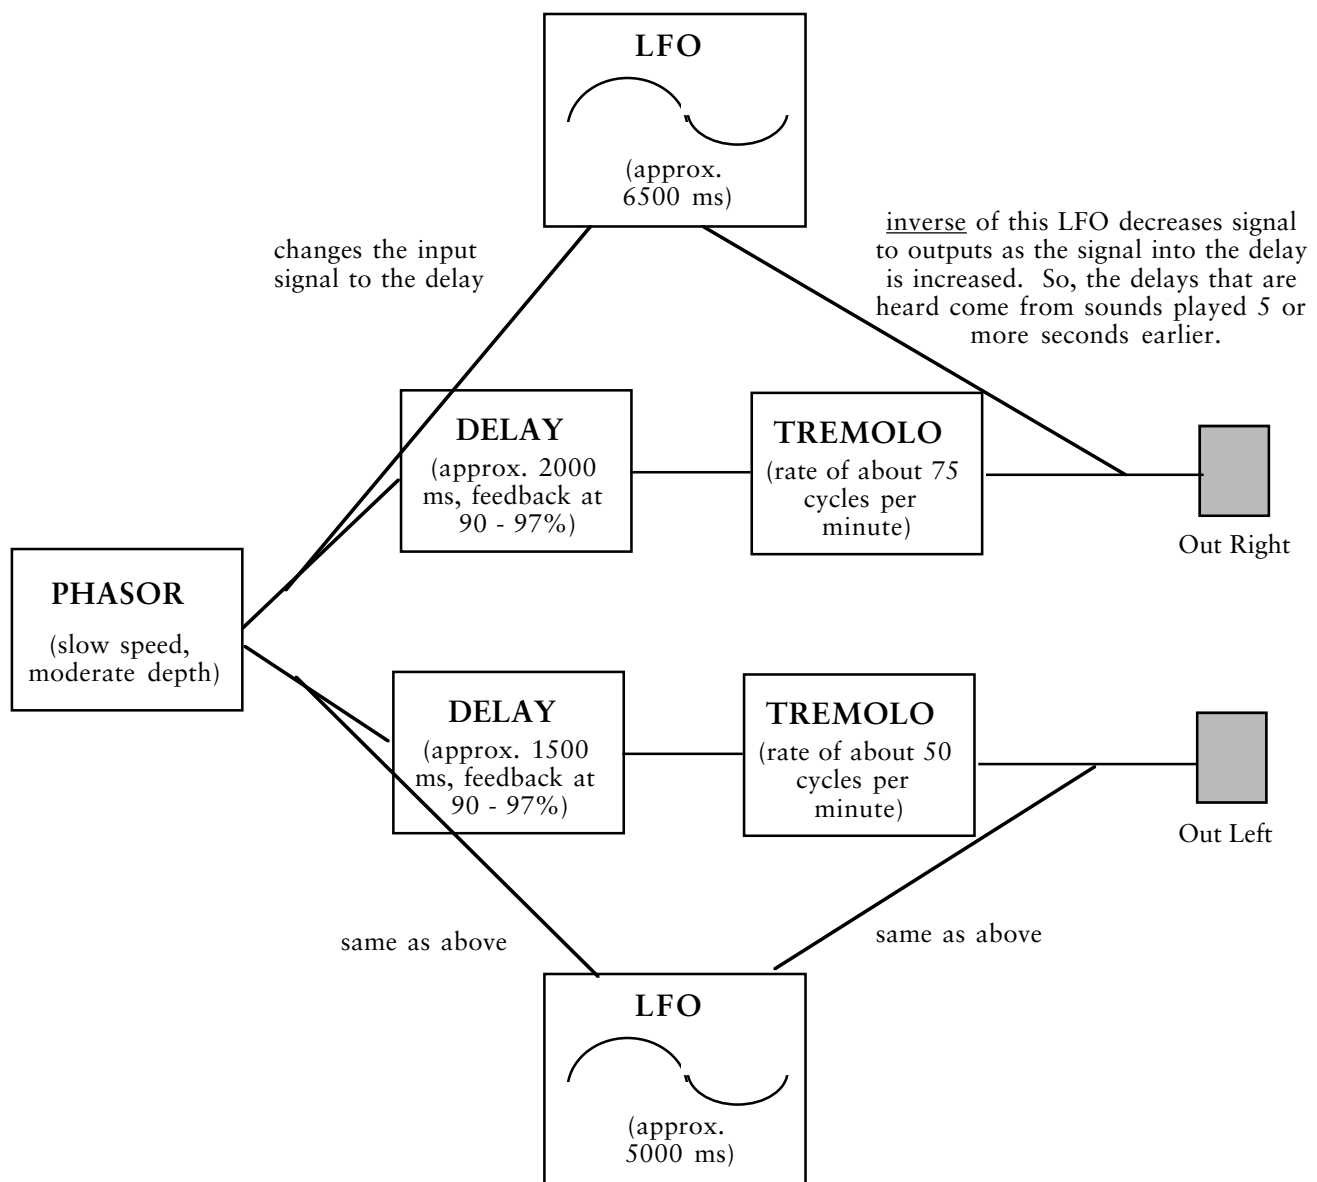 LFO
(approx.
6500 ms)
changes the input
signal to the delay
inverse of this LFO decreases signal
to outputs as the signal into the delay
is increased. So, the delays that are
heard come from sounds played 5 or
more seconds earlier.
DELAY
(approx. 2000
ms, feedback at
90 - 97%)
TREMOLO
(rate of about 75
cycles per
minute)
Out Right
PHASOR
(slow speed,
moderate depth)
DELAY
(approx. 1500
ms, feedback at
90 - 97%)
TREMOLO
(rate of about 50
cycles per
minute)
Out Left
same as above
same as above
LFO
(approx.
5000 ms)